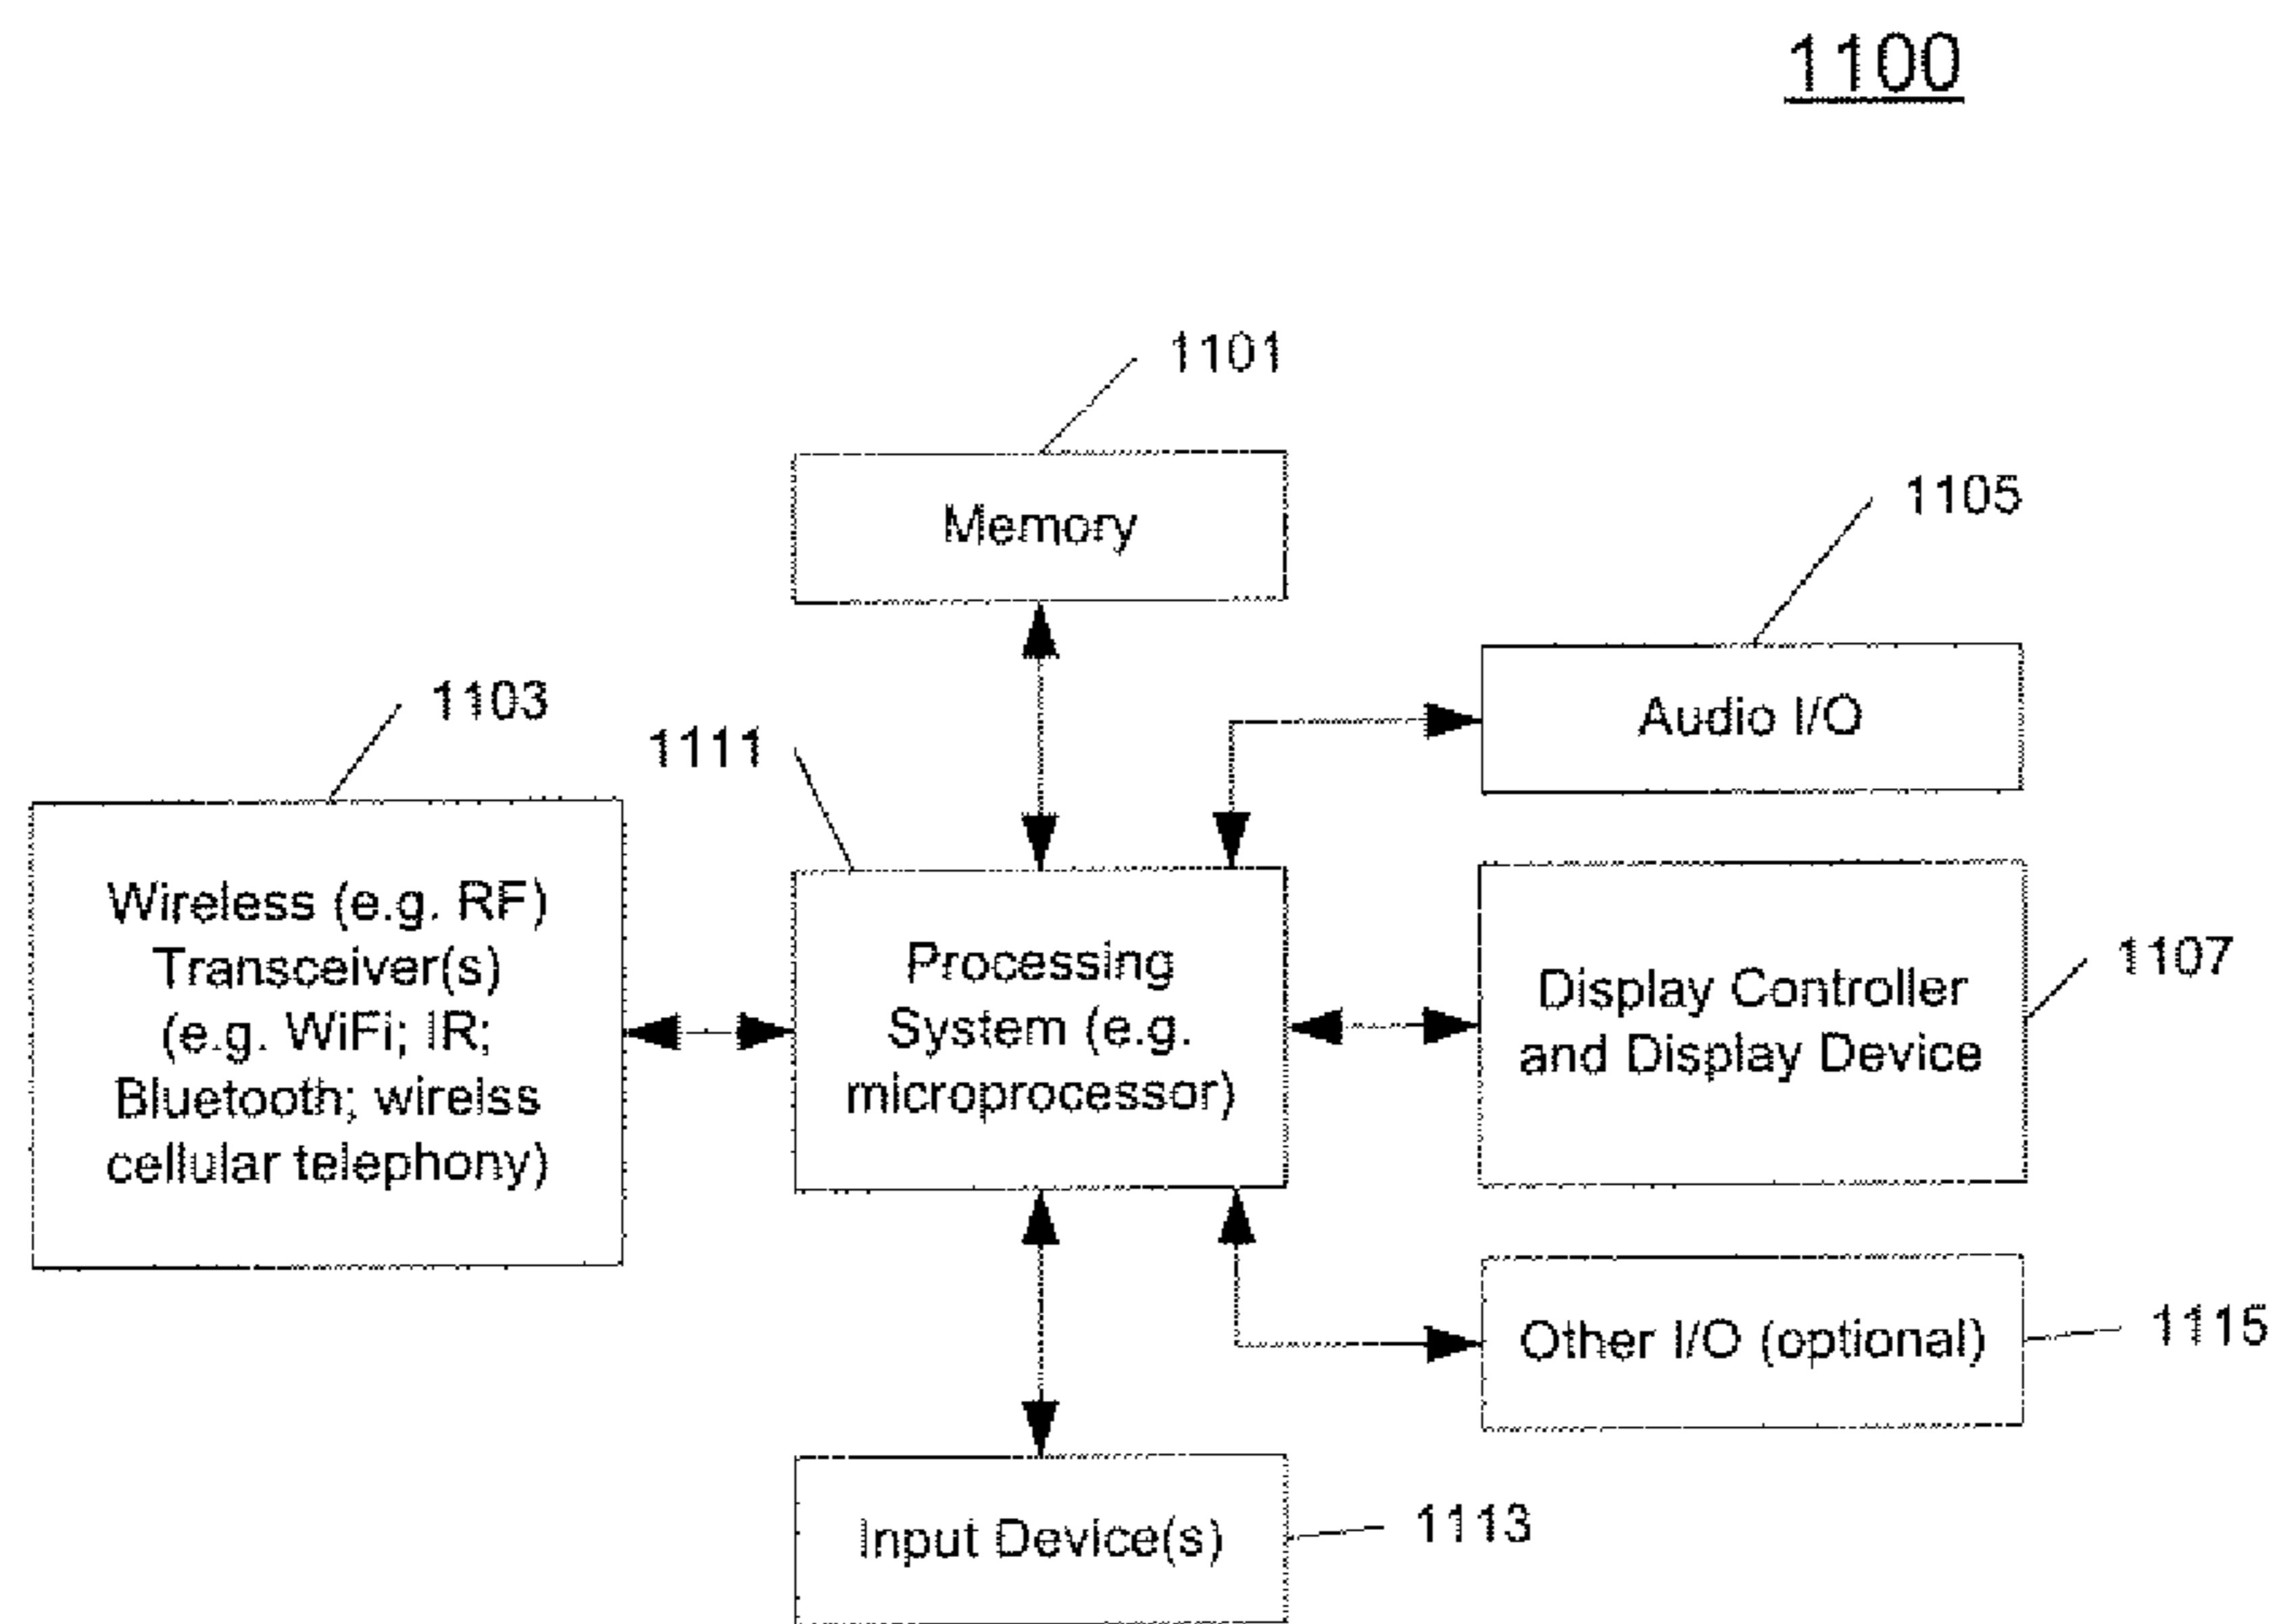 1100
1101
Memory
1105
Audio I/O
1103
1111
Wireless (e.g. RF)
Transceiver(s)
(e.g. WiFi; IR;
Bluetooth; wirelss
cellular telephony)
Processing
System (e.g.
microprocessor)
Display Controller
and Display Device
1107
Other I/O (optional)
1115
Input Device(s)
1113